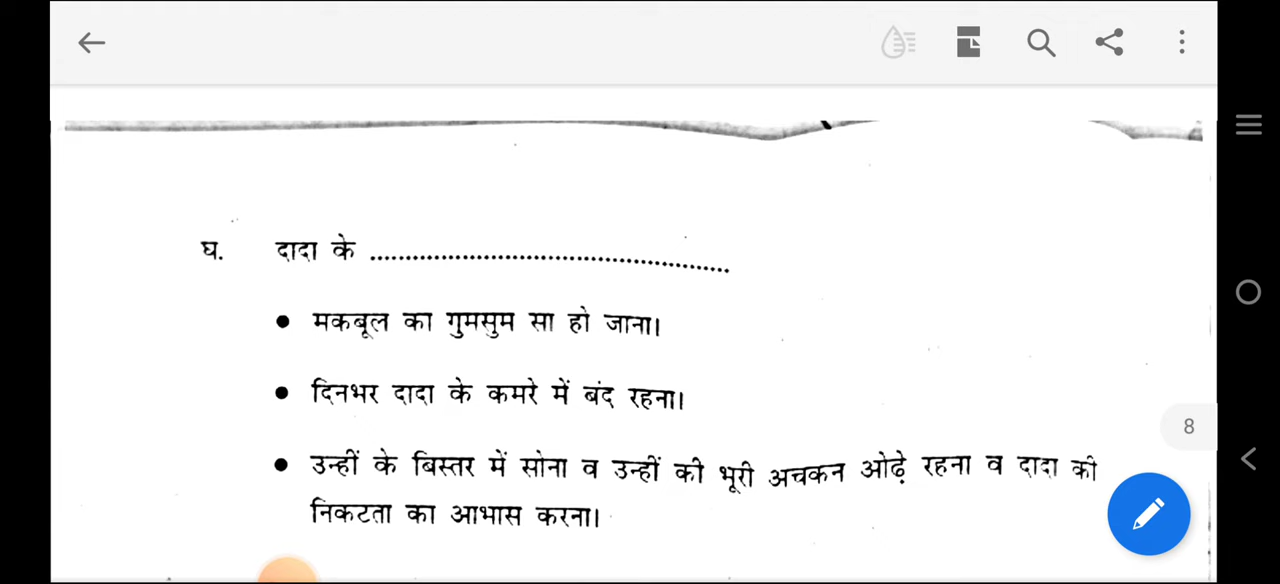 घ. दादा के ..................................................
● मकबूल का गुमसुम सा हो जाना।
● दिनभर दादा के कमरे में बंद रहना।
● उन्हीं के बिस्तर में सोना व उन्हीं की भूरी अचकन ओढ़े रहना व दादा की
निकटता का आभास करना।
8